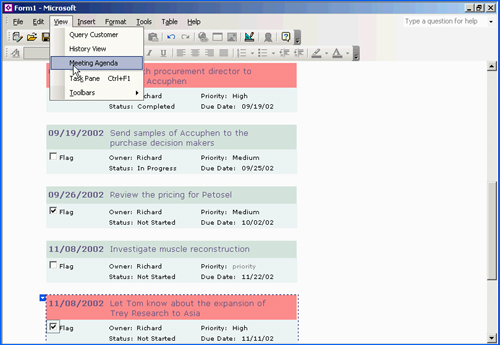 Form1 - Microsoft
File Edit View Insert Format Tools Table Help
Type a question for help
Query Customer
History View
Meeting Agenda
Task Pane Ctrl+F1
Toolbars
th procurement director to
Accuphen
Richard Priority: High
Status: Completed Due Date: 09/19/02
09/19/2002 Send samples of Accuphen to the
purchase decision makers
Flag Owner: Richard Priority: Medium
Status: In Progress Due Date: 09/25/02
09/26/2002 Review the pricing for Petosel
Flag Owner: Richard Priority: Medium
Status: Not Started Due Date: 10/02/02
11/08/2002 Investigate muscle reconstruction
Flag Owner: Richard Priority: priority
Status: Not Started Due Date: 11/22/02
11/08/2002 Let Tom know about the expansion of
Trey Research to Asia
Flag Owner: Richard Priority: High
Status: Not Started Due Date: 11/11/02